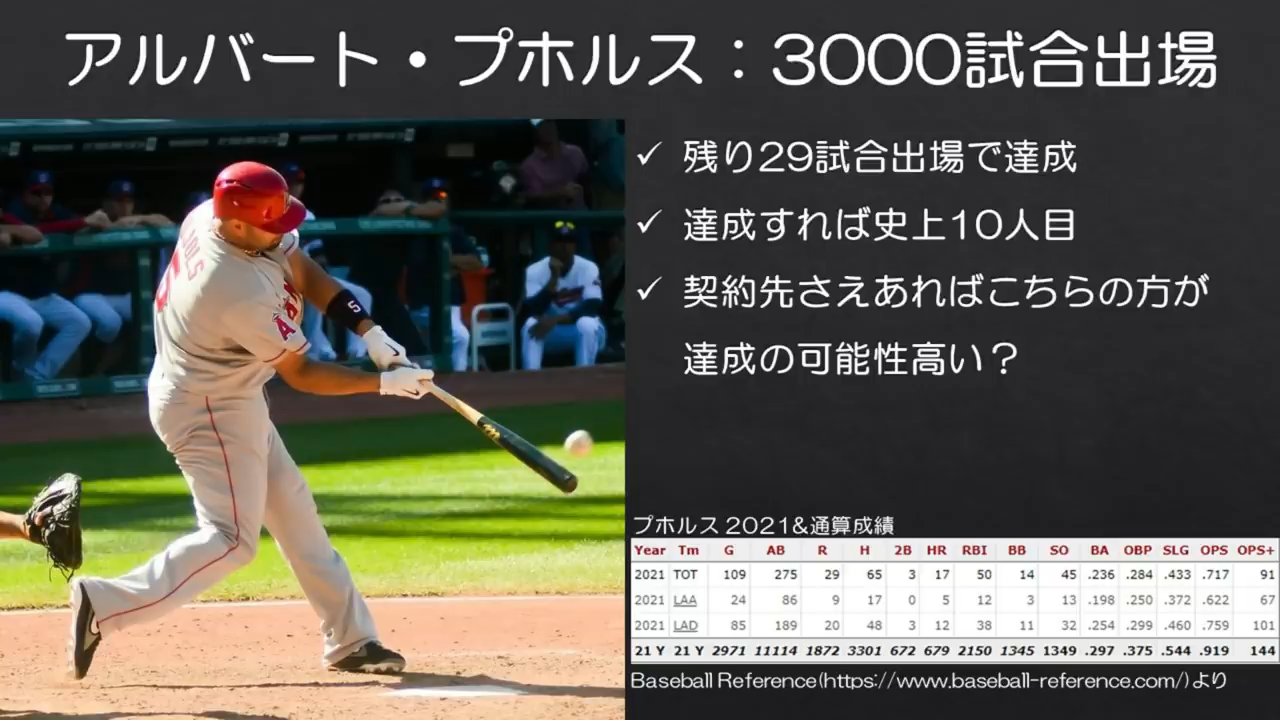 アルバート・プホルス：3000試合出場
✓ 残り29試合出場で達成
✓ 達成すれば史上10人目
✓ 契約先さえあればこちらの方が
達成の可能性高い？
5
プホルス 2021&通算成績
Year Tm G AB R H 2B HR RBI BB SO BA OBP SLG OPS OPS+
2021 TOT 109 275 29 65 3 17 50 14 45 .236 .284 .433 .717 91
2021 LAA 24 86 9 17 0 5 12 3 13 .198 .250 .372 .622 67
2021 LAD 85 189 20 48 3 12 38 11 32 .254 .299 .460 .759 101
21 Y 21 Y 2971 11114 1872 3301 672 679 2150 1345 1349 .297 .375 .544 .919 144
Baseball Reference(https://www.baseball-reference.com/)より